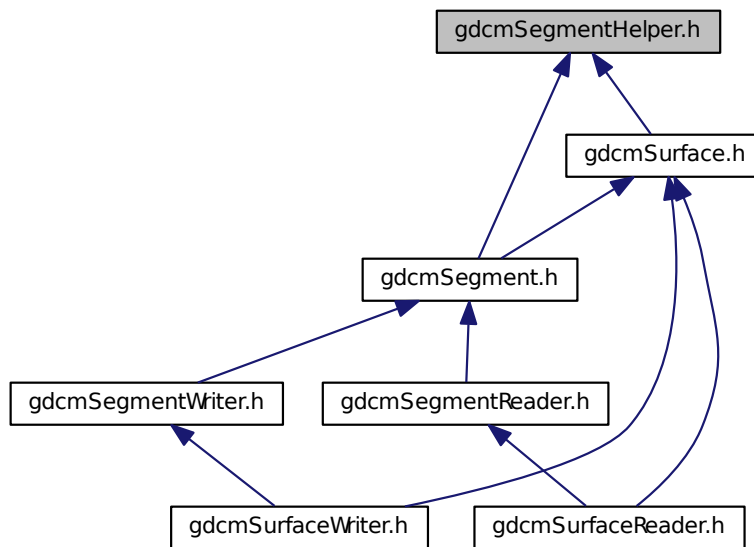 gdcmSegmentHelper.h
gdcmSurface.h
gdcmSegment.h
gdcmSegmentWriter.h
gdcmSegmentReader.h
gdcmSurfaceWriter.h
gdcmSurfaceReader.h